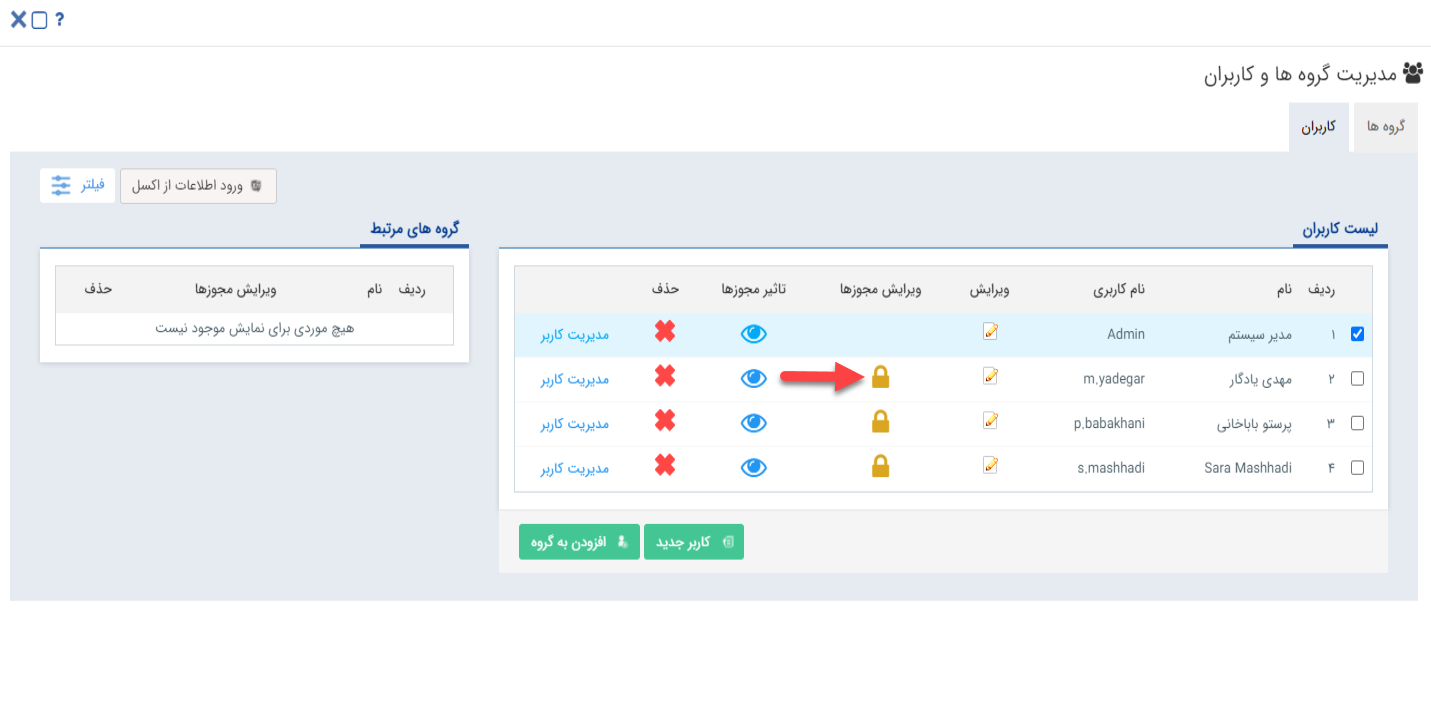 ?
مدیریت گروه ها و کاربران
گروه ها
کاربران
ورود اطلاعات از اکسل
فیلتر
لیست کاربران
ردیف نام نام کاربری ویرایش ویرایش مجوزها تاثیر مجوزها حذف
۱ مدیر سیستم Admin مدیریت کاربر
۲ مهدی یادگار m.yadegar مدیریت کاربر
۳ پرستو باباخانی p.babakhani مدیریت کاربر
۴ Sara Mashhadi s.mashhadi مدیریت کاربر
کاربر جدید
افزودن به گروه
گروه های مرتبط
ردیف نام ویرایش مجوزها حذف
هیچ موردی برای نمایش موجود نیست